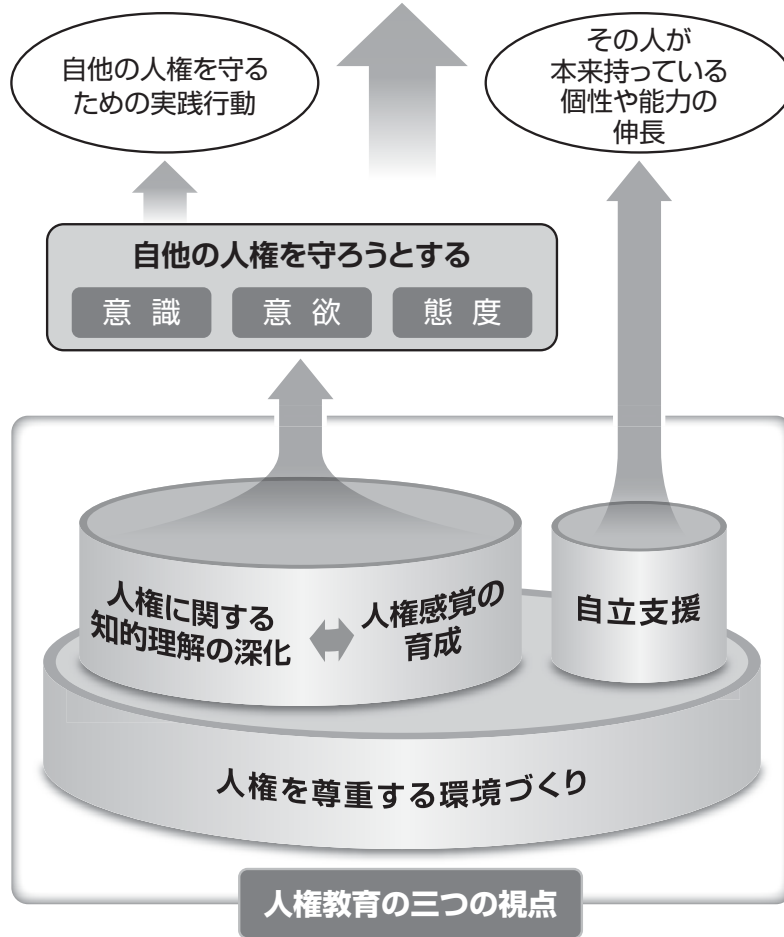 自他の人権を守る
ための実践行動
その人が
本来持っている
個性や能力の
伸長
自他の人権を守ろうとする
意識
意欲
態度
人権に関する
知的理解の深化
人権感覚の
育成
自立支援
人権を尊重する環境づくり
人権教育の三つの視点